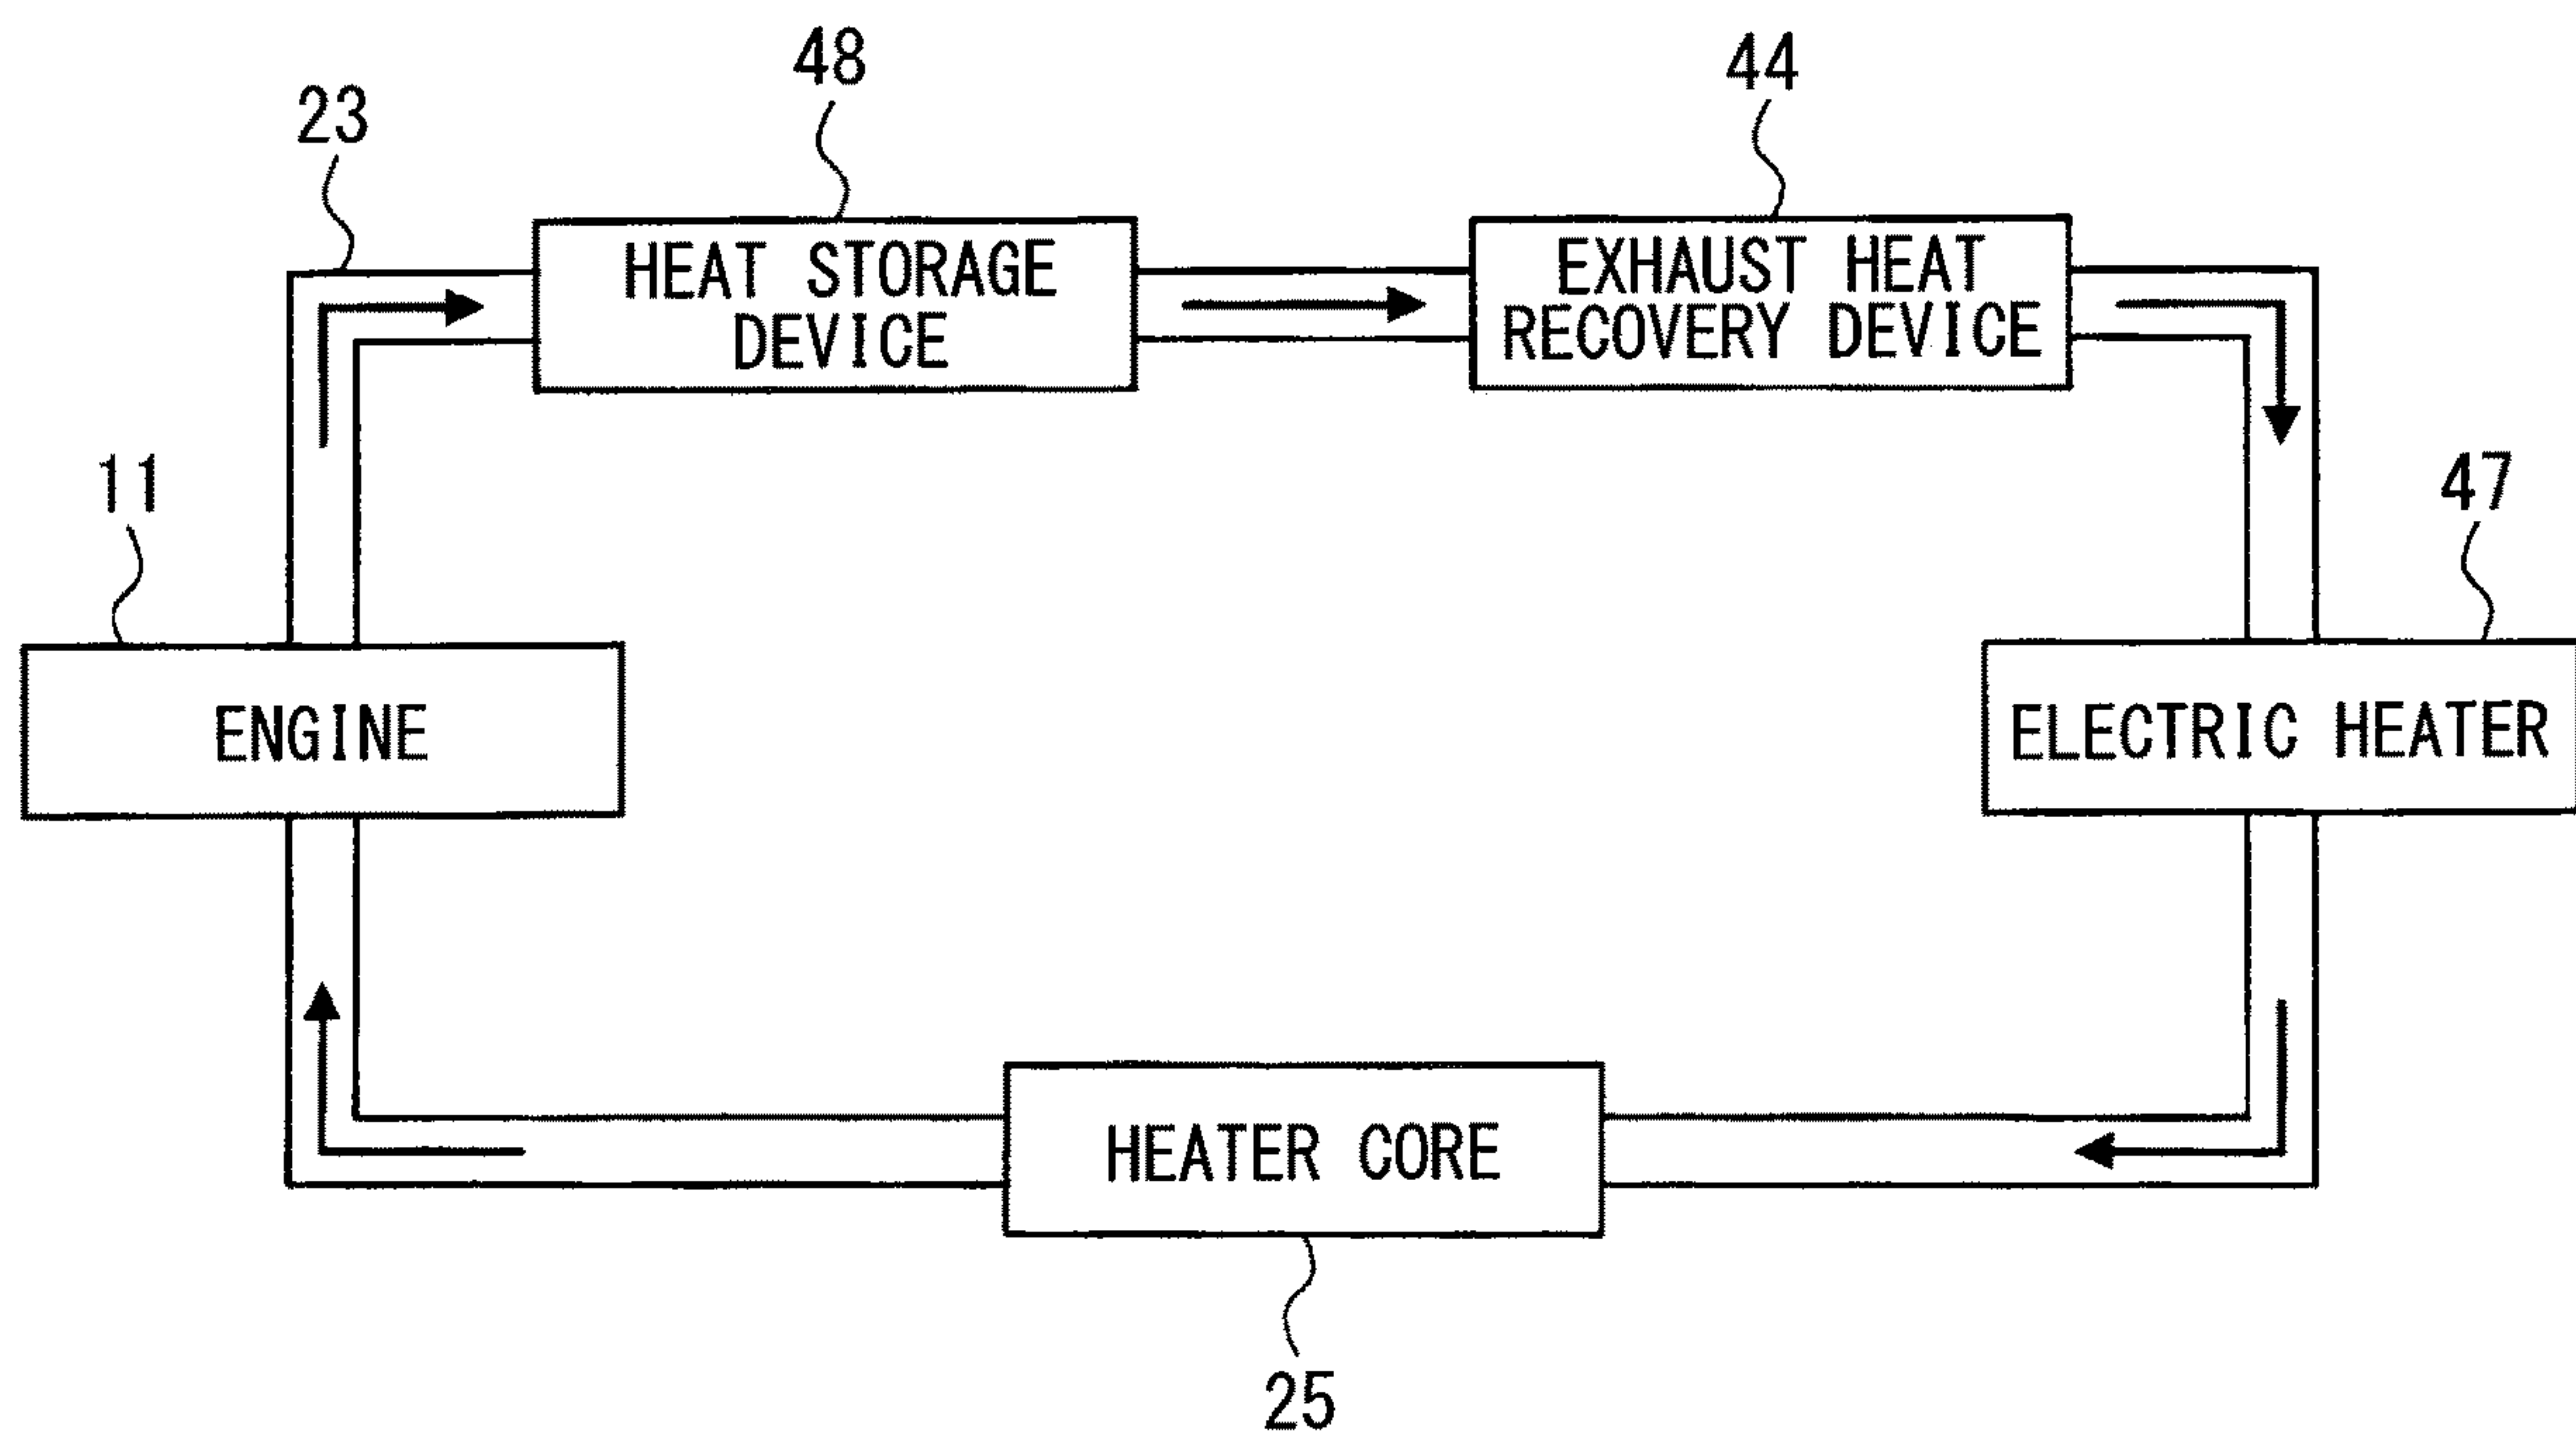 48
44
23
HEAT STORAGE
DEVICE
EXHAUST HEAT
RECOVERY DEVICE
11
47
ENGINE
ELECTRIC HEATER
HEATER CORE
25